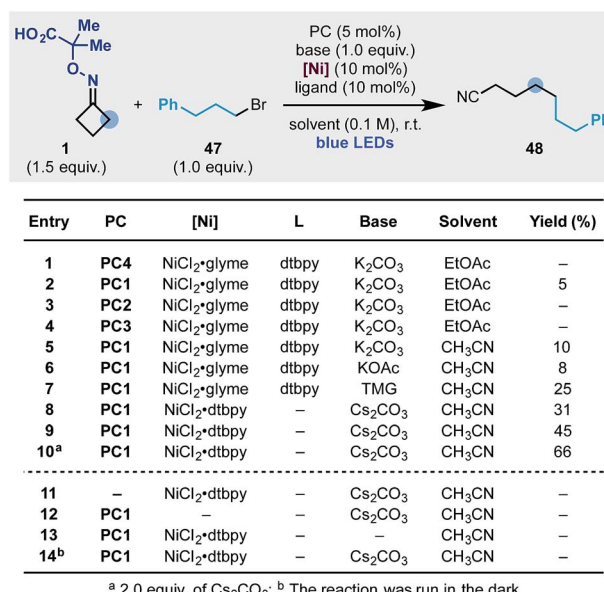 HO2C Me
Me
O
N
+
Ph Br
PC (5 mol%)
base (1.0 equiv.)
[Ni] (10 mol%)
ligand (10 mol%)
solvent (0.1 M), r.t.
blue LEDs
NC Ph
1 47 48
(1.5 equiv.) (1.0 equiv.)
Entry PC [Ni] L Base Solvent Yield (%)
1 PC4 NiCl2•glyme dtbpy K2CO3 EtOAc –
2 PC1 NiCl2•glyme dtbpy K2CO3 EtOAc 5
3 PC2 NiCl2•glyme dtbpy K2CO3 EtOAc –
4 PC3 NiCl2•glyme dtbpy K2CO3 EtOAc –
5 PC1 NiCl2•glyme dtbpy K2CO3 CH3CN 10
6 PC1 NiCl2•glyme dtbpy KOAc CH3CN 8
7 PC1 NiCl2•glyme dtbpy TMG CH3CN 25
8 PC1 NiCl2•dtbpy – Cs2CO3 CH3CN 31
9 PC1 NiCl2•dtbpy – Cs2CO3 CH3CN 45
10a PC1 NiCl2•dtbpy – Cs2CO3 CH3CN 66
11 – NiCl2•dtbpy – Cs2CO3 CH3CN –
12 PC1 – – Cs2CO3 CH3CN –
13 PC1 NiCl2•dtbpy – – CH3CN –
14b PC1 NiCl2•dtbpy – Cs2CO3 CH3CN –
a 2.0 equiv. of Cs2CO3; b The reaction was run in the dark